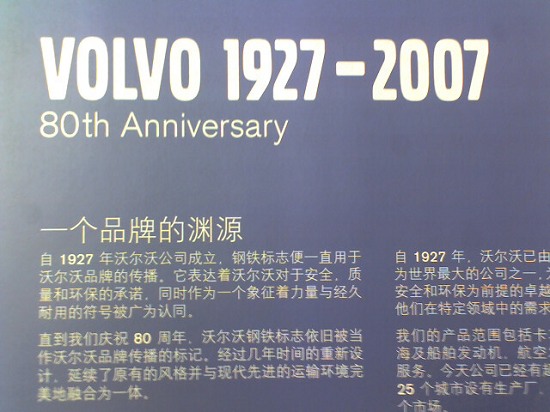 VOLVO 1927-2007
80th Anniversary
一个品牌的渊源
自 1927 年沃尔沃公司成立，钢铁标志便一直用于
沃尔沃品牌的传播。它表达着沃尔沃对于安全，质
量和环保的承诺，同时作为一个象征着力量与经久
耐用的符号被广为认同。
直到我们庆祝 80 周年，沃尔沃钢铁标志依旧被当
作沃尔沃品牌传播的标记。经过几年时间的重新设
计，延续了原有的风格并与现代先进的运输环境完
美地融合为一体。
自 1927 年，沃尔沃已由
为世界最大的公司之一，
安全和环保为前提的卓越
他们在特定领域中的需求
我们的产品范围包括卡
海及船舶发动机，航空
服务。今天公司已经有
25 个城市设有生产厂、
个市场。